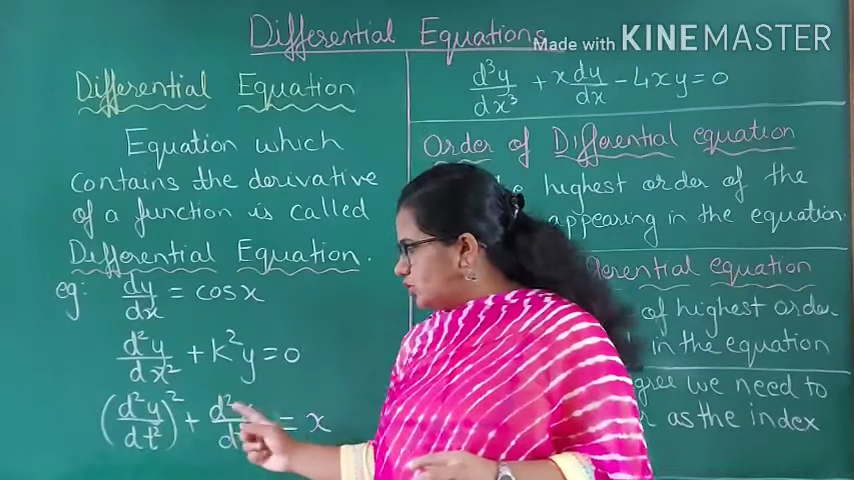 Differential Equations
Made with KINEMASTER
Differential Equation
Equation which
Contains the derivative
of a function is called
Differential Equation.
eg: dy/dx = cosx
d²y/dx² + K²y = 0
(d²y/dt²)² + d² = x
d³y/dx³ + x dy/dx - 4xy = 0
Order of Differential equation
highest order of the
appearing in the equation.
equation
of highest order
in the equation.
we need to
as the index